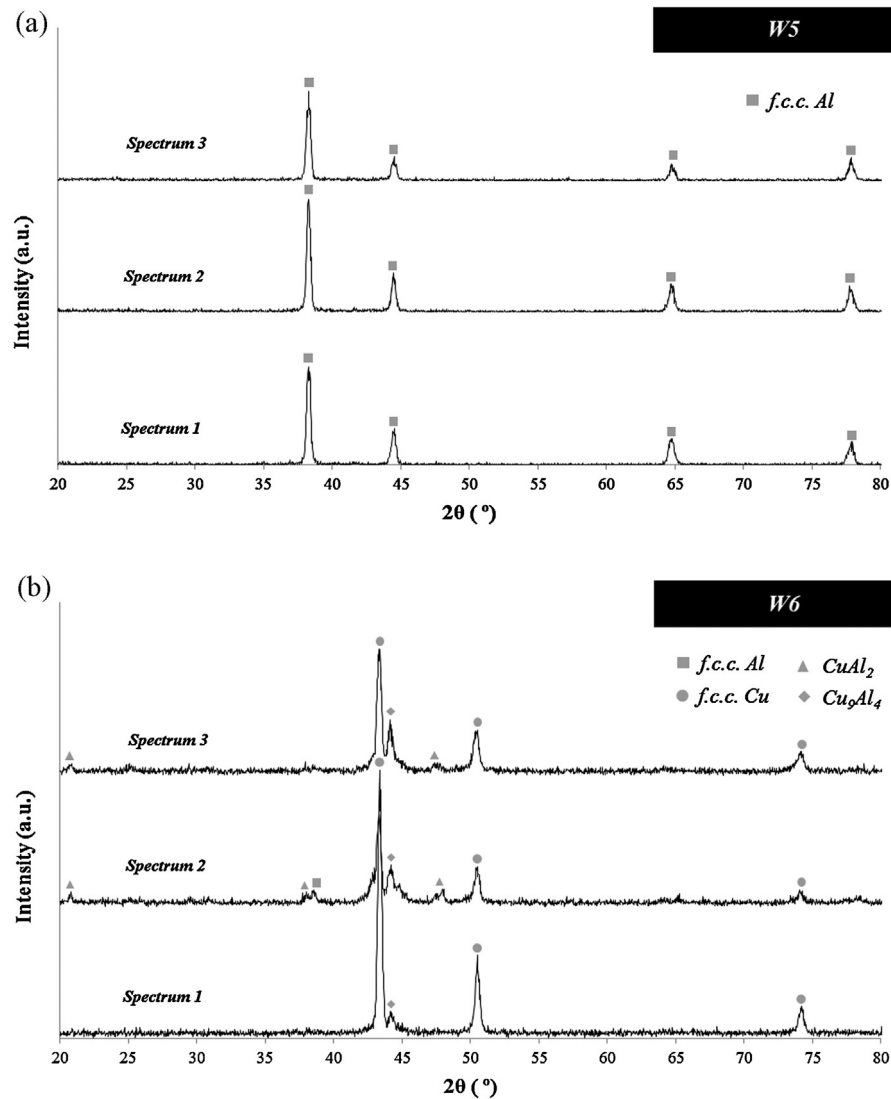 (a)
W5
f.c.c. Al
Spectrum 3
Spectrum 2
Spectrum 1
Intensity (a.u.)
20 25 30 35 40 45 50 55 60 65 70 75 80
2θ ( º)
(b)
W6
f.c.c. Al CuAl₂
f.c.c. Cu Cu₉Al₄
Spectrum 3
Spectrum 2
Spectrum 1
Intensity (a.u.)
20 25 30 35 40 45 50 55 60 65 70 75 80
2θ ( º)